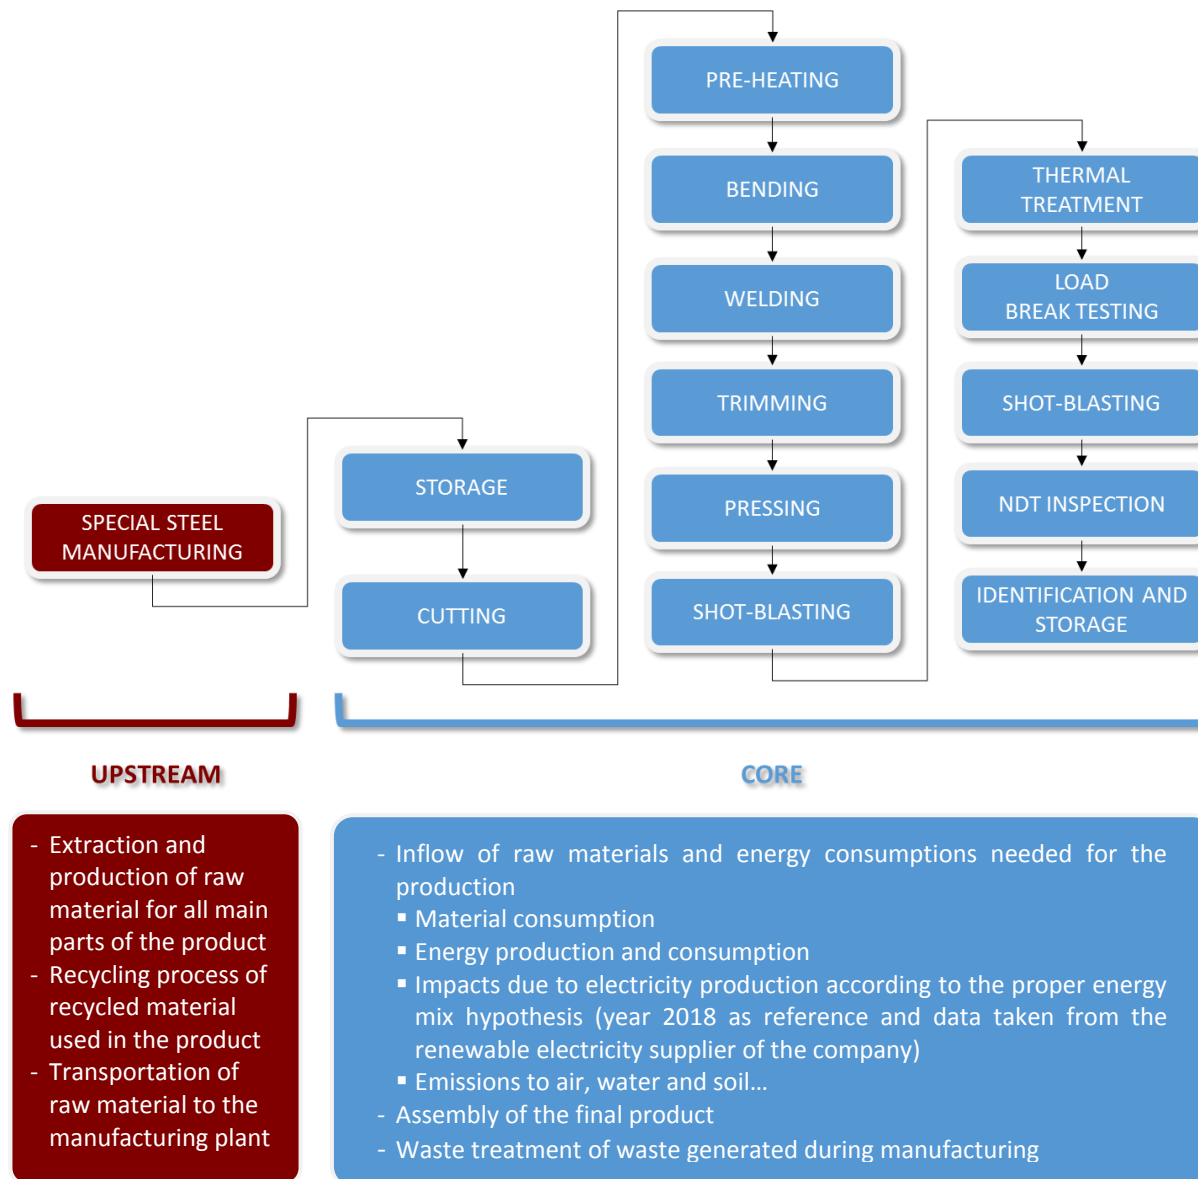 SPECIAL STEEL
MANUFACTURING
STORAGE
CUTTING
PRE-HEATING
BENDING
WELDING
TRIMMING
PRESSING
SHOT-BLASTING
THERMAL
TREATMENT
LOAD
BREAK TESTING
SHOT-BLASTING
NDT INSPECTION
IDENTIFICATION AND
STORAGE
UPSTREAM
- Extraction and
production of raw
material for all main
parts of the product
- Recycling process of
recycled material
used in the product
- Transportation of
raw material to the
manufacturing plant
CORE
- Inflow of raw materials and energy consumptions needed for the
production
▪ Material consumption
▪ Energy production and consumption
▪ Impacts due to electricity production according to the proper energy
mix hypothesis (year 2018 as reference and data taken from the
renewable electricity supplier of the company)
▪ Emissions to air, water and soil…
- Assembly of the final product
- Waste treatment of waste generated during manufacturing